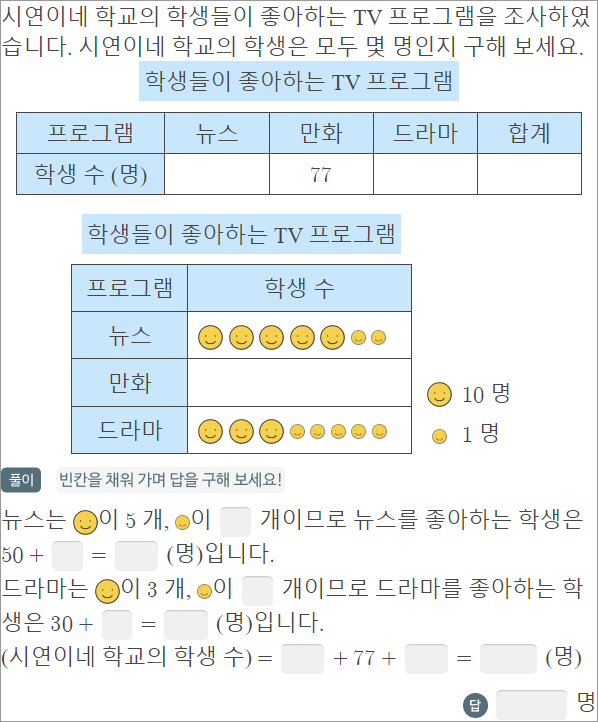 시연이네 학교의 학생들이 좋아하는 TV 프로그램을 조사하였
습니다. 시연이네 학교의 학생은 모두 몇 명인지 구해 보세요.
학생들이 좋아하는 TV 프로그램
프로그램 뉴스 만화 드라마 합계
학생 수 (명) 77
학생들이 좋아하는 TV 프로그램
프로그램 학생 수
뉴스
만화
드라마
10 명
1 명
풀이 빈칸을 채워 가며 답을 구해 보세요!
뉴스는 이 5 개, 이 개이므로 뉴스를 좋아하는 학생은
50 + = (명)입니다.
드라마는 이 3 개, 이 개이므로 드라마를 좋아하는 학
생은 30 + = (명)입니다.
(시연이네 학교의 학생 수) = + 77 + = (명)
답 명